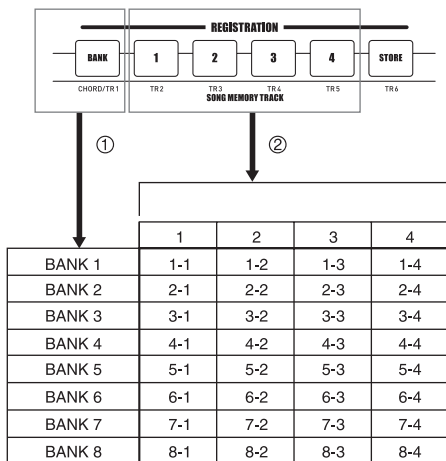 REGISTRATION
BANK 1 2 3 4 STORE
CHORD/TR1 TR2 TR3 TR4 TR5 TR6
SONG MEMORY TRACK
① ②
1 2 3 4
BANK 1 1-1 1-2 1-3 1-4
BANK 2 2-1 2-2 2-3 2-4
BANK 3 3-1 3-2 3-3 3-4
BANK 4 4-1 4-2 4-3 4-4
BANK 5 5-1 5-2 5-3 5-4
BANK 6 6-1 6-2 6-3 6-4
BANK 7 7-1 7-2 7-3 7-4
BANK 8 8-1 8-2 8-3 8-4